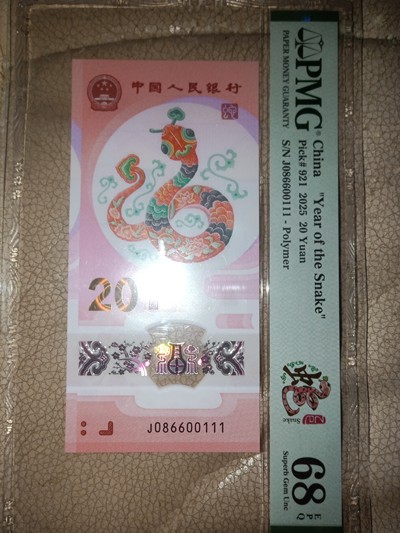 中国人民银行
20
J086600111
PMG®
PAPER MONEY GUARANTY
China "Year of the Snake"
Pick# 921 2025 20 Yuan
S/N J086600111 - Polymer
Snake
68 EPQ
Superb Gem Unc